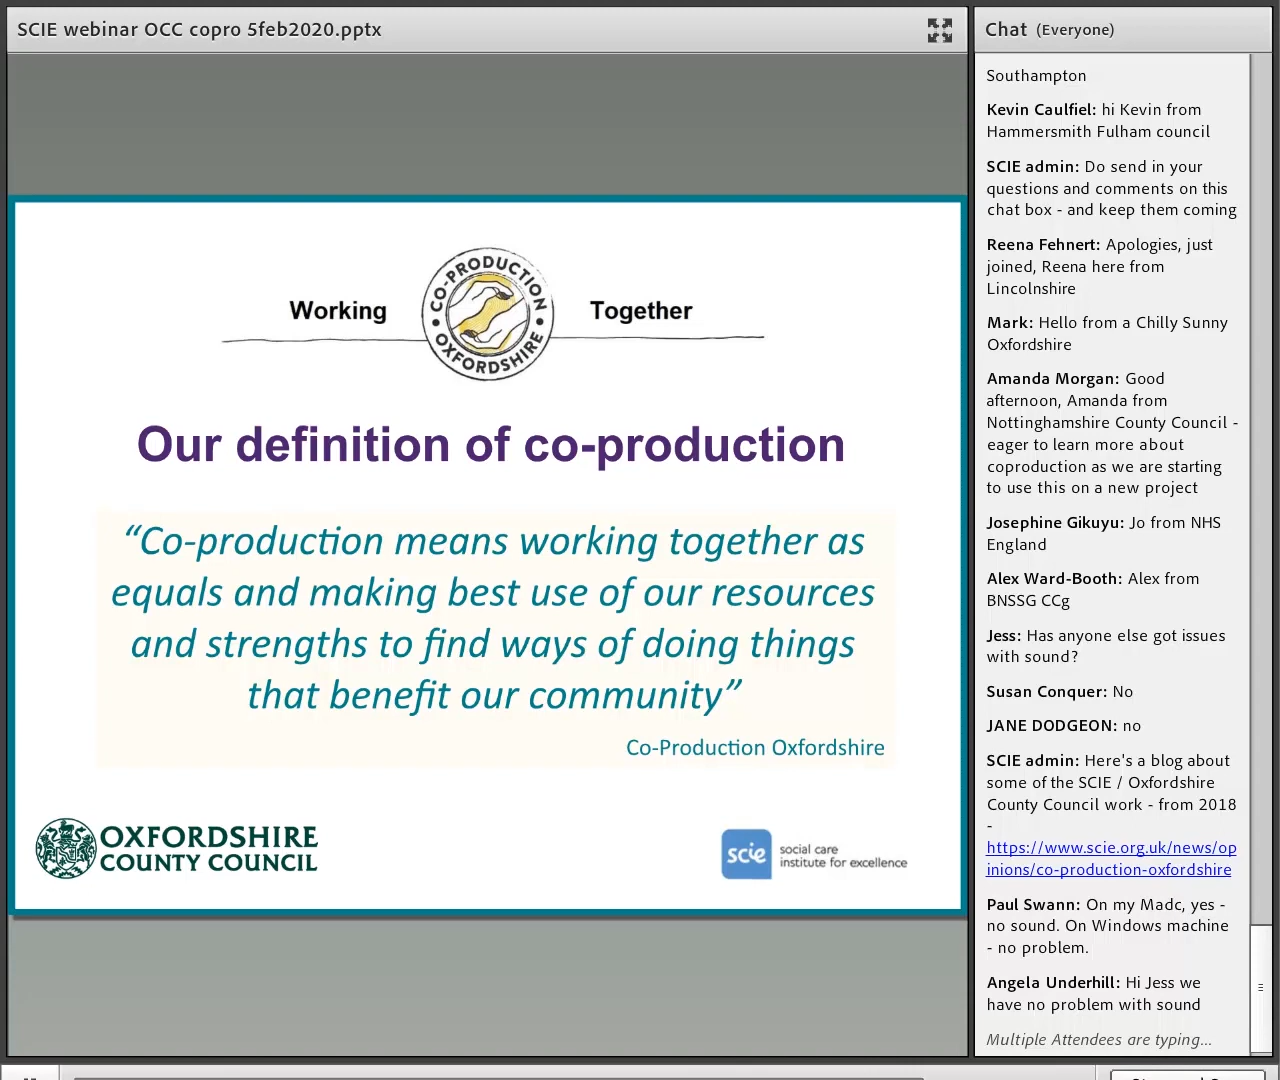 SCIE webinar OCC copro 5feb2020.pptx
Working
CO-PRODUCTION
OXFORDSHIRE
Together
Our definition of co-production
“Co-production means working together as
equals and making best use of our resources
and strengths to find ways of doing things
that benefit our community”
Co-Production Oxfordshire
OXFORDSHIRE
COUNTY COUNCIL
scie
social care
institute for excellence
Chat (Everyone)
Southampton
Kevin Caulfiel: hi Kevin from
Hammersmith Fulham council
SCIE admin: Do send in your
questions and comments on this
chat box - and keep them coming
Reena Fehnert: Apologies, just
joined, Reena here from
Lincolnshire
Mark: Hello from a Chilly Sunny
Oxfordshire
Amanda Morgan: Good
afternoon, Amanda from
Nottinghamshire County Council -
eager to learn more about
coproduction as we are starting
to use this on a new project
Josephine Gikuyu: Jo from NHS
England
Alex Ward-Booth: Alex from
BNSSG CCg
Jess: Has anyone else got issues
with sound?
Susan Conquer: No
JANE DODGEON: no
SCIE admin: Here's a blog about
some of the SCIE / Oxfordshire
County Council work - from 2018
-
https://www.scie.org.uk/news/op
inions/co-production-oxfordshire
Paul Swann: On my Madc, yes -
no sound. On Windows machine
- no problem.
Angela Underhill: Hi Jess we
have no problem with sound
Multiple Attendees are typing...